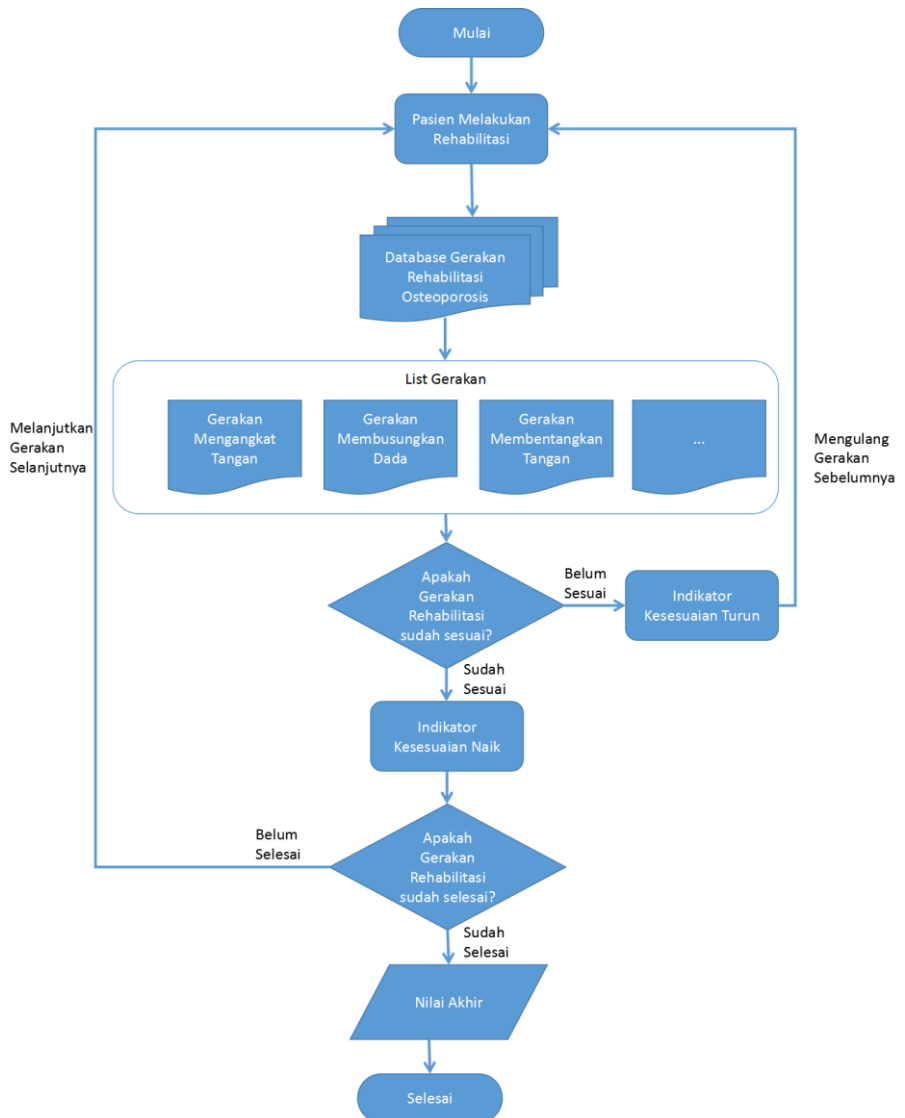 Mulai
Pasien Melakukan
Rehabilitasi
Database Gerakan
Rehabilitasi
Osteoporosis
List Gerakan
Gerakan
Mengangkat
Tangan
Gerakan
Membusungkan
Dada
Gerakan
Membentangkan
Tangan
...
Melanjutkan
Gerakan
Selanjutnya
Mengulang
Gerakan
Sebelumnya
Apakah
Gerakan
Rehabilitasi
sudah sesuai?
Belum
Sesuai
Indikator
Kesesuaian Turun
Sudah
Sesuai
Indikator
Kesesuaian Naik
Belum
Selesai
Apakah
Gerakan
Rehabilitasi
sudah selesai?
Sudah
Selesai
Nilai Akhir
Selesai